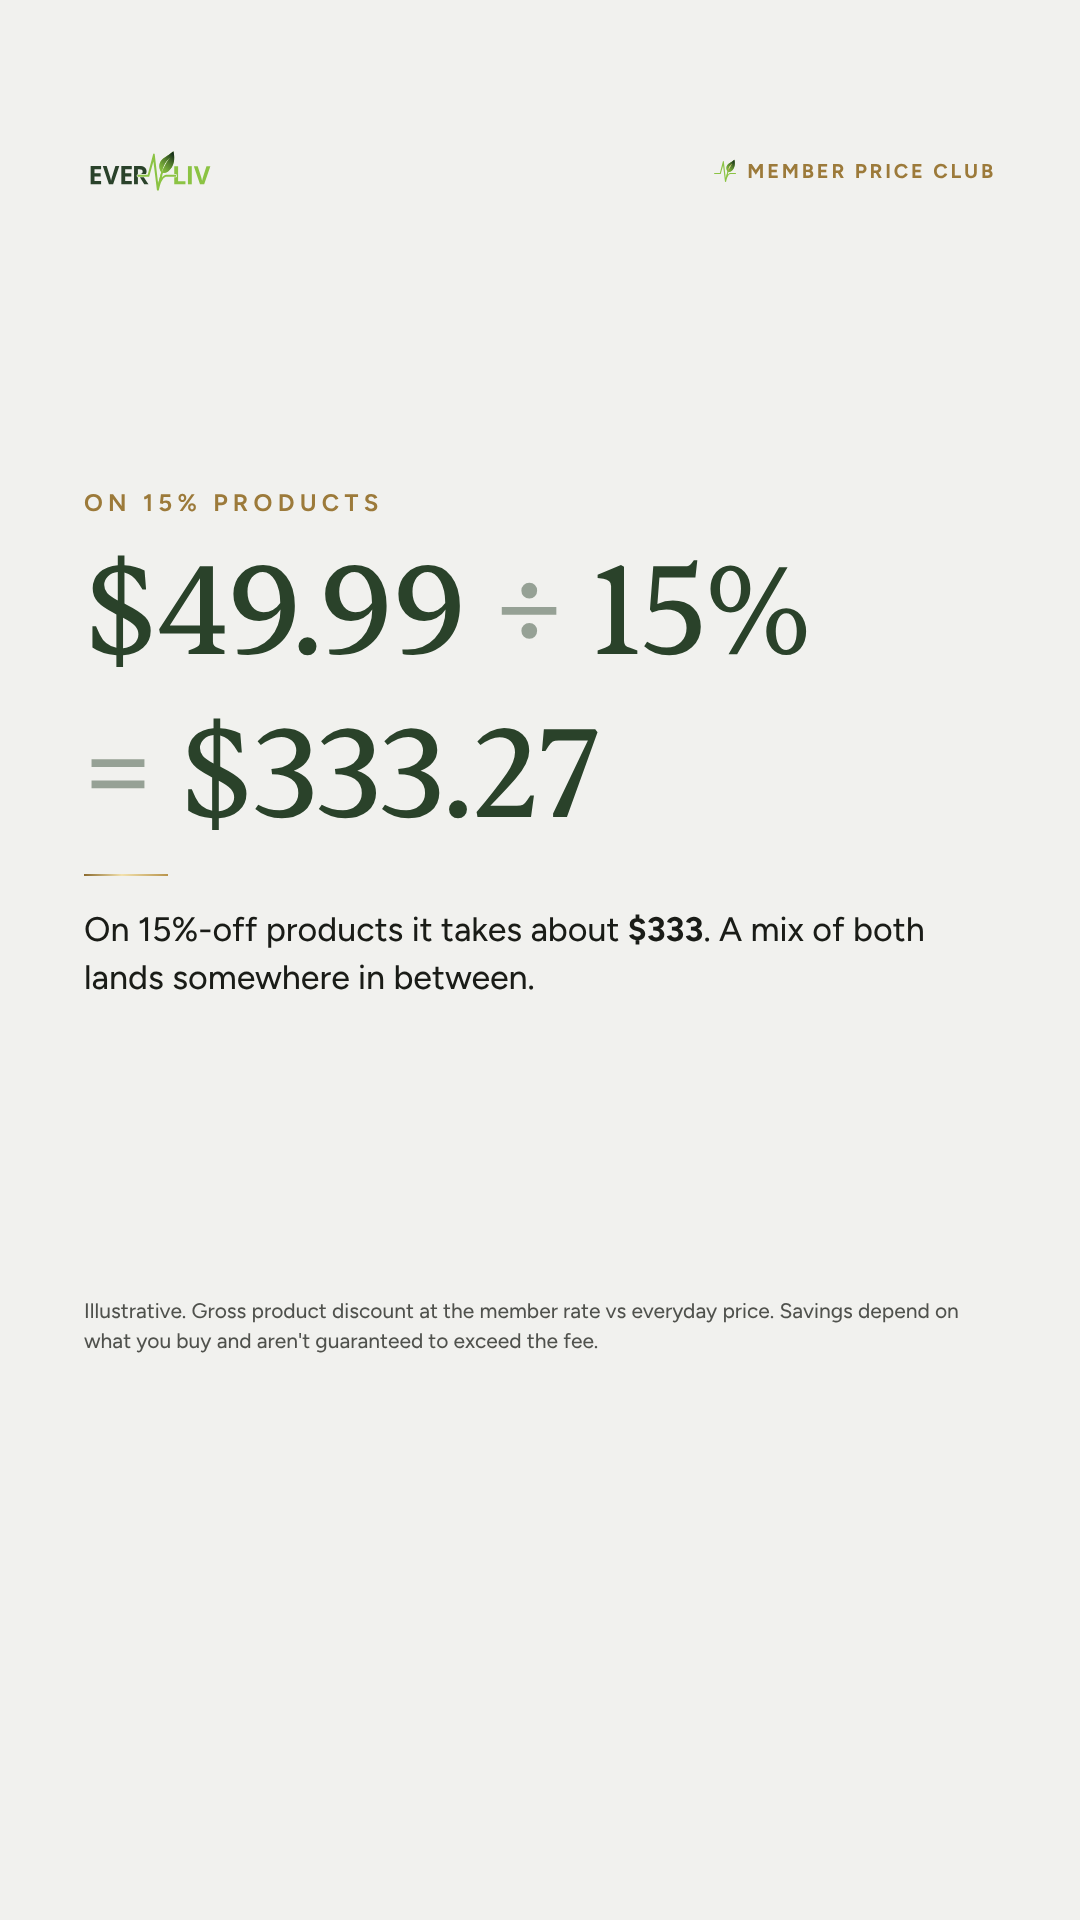 EVERLIV
MEMBER PRICE CLUB
ON 15% PRODUCTS
$49.99 ÷ 15%
= $333.27
On 15%-off products it takes about $333. A mix of both
lands somewhere in between.
Illustrative. Gross product discount at the member rate vs everyday price. Savings depend on
what you buy and aren't guaranteed to exceed the fee.